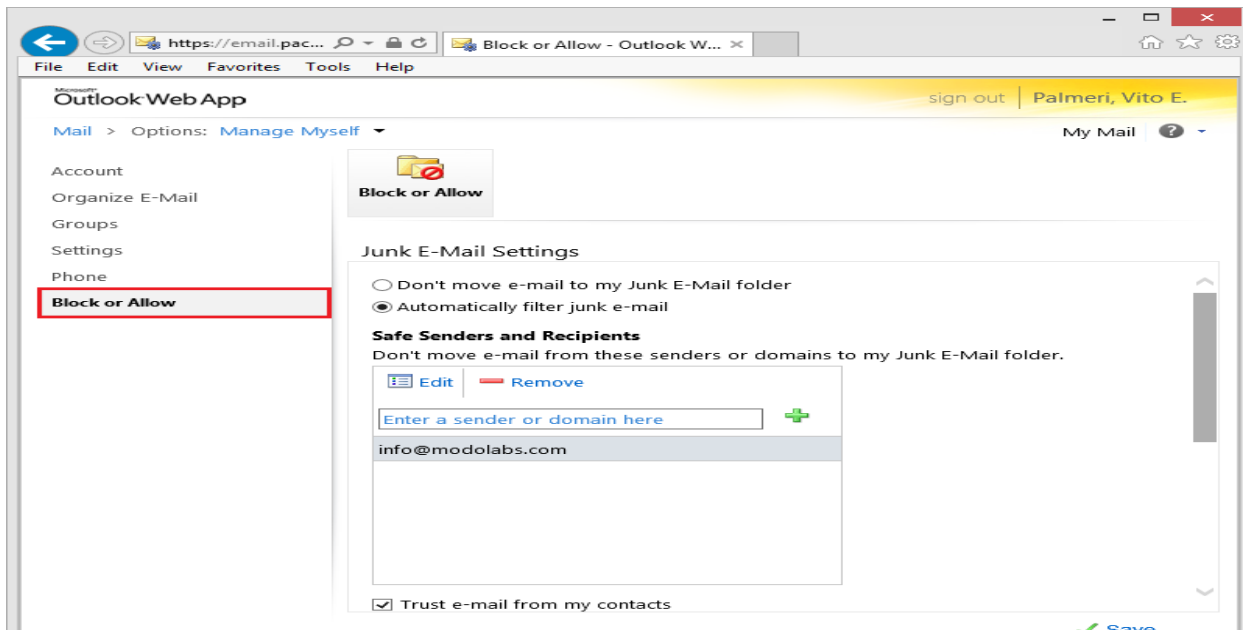 https://email.pac... Block or Allow - Outlook W...
File Edit View Favorites Tools Help
Microsoft
Outlook Web App
sign out | Palmeri, Vito E.
Mail > Options: Manage Myself
My Mail ?
Account
Organize E-Mail
Groups
Settings
Phone
Block or Allow
Block or Allow
Junk E-Mail Settings
Don't move e-mail to my Junk E-Mail folder
Automatically filter junk e-mail
Safe Senders and Recipients
Don't move e-mail from these senders or domains to my Junk E-Mail folder.
Edit Remove
Enter a sender or domain here
info@modolabs.com
Trust e-mail from my contacts
Save